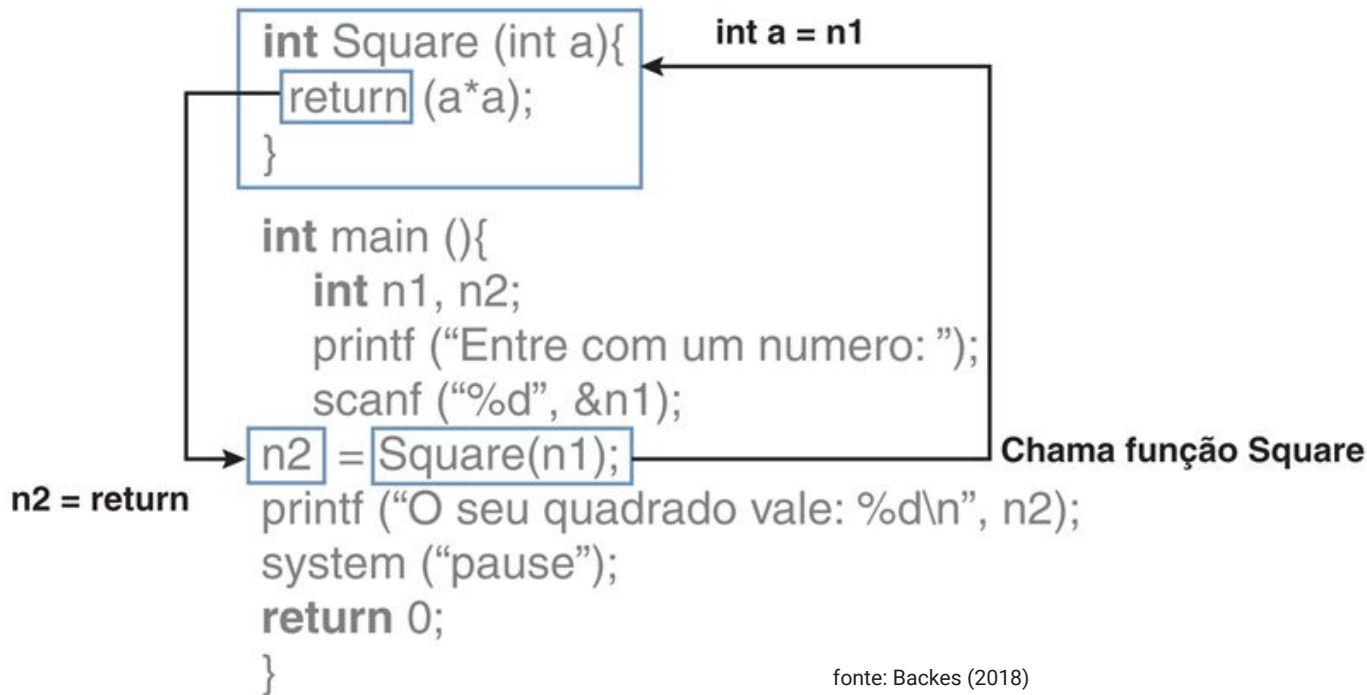 int Square (int a){
int a = n1
return (a*a);
}
int main (){
int n1, n2;
printf (“Entre com um numero: ”);
scanf (“%d”, &n1);
n2 = Square(n1);
Chama função Square
n2 = return
printf (“O seu quadrado vale: %d\n”, n2);
system (“pause”);
return 0;
}
fonte: Backes (2018)